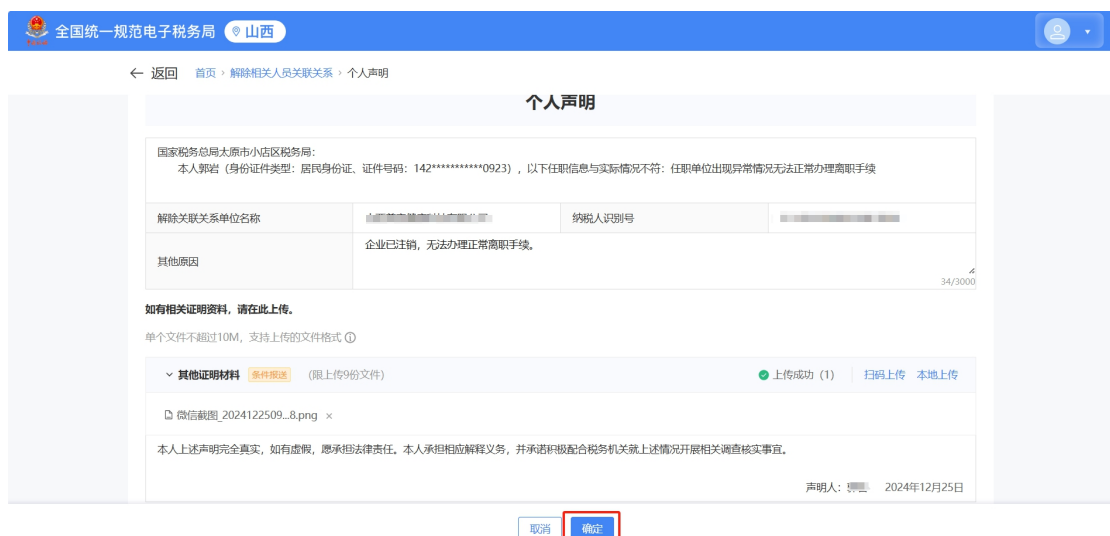 全国统一规范电子税务局 山西
返回 首页 › 解除相关人员关联关系 › 个人声明
个人声明
国家税务总局太原市小店区税务局：
本人郭岩（身份证件类型：居民身份证、证件号码：142***********0923），以下任职信息与实际情况不符：任职单位出现异常情况无法正常办理离职手续
解除关联关系单位名称 纳税人识别号
其他原因 企业已注销，无法办理正常离职手续。
34/3000
如有相关证明资料，请在此上传。
单个文件不超过10M，支持上传的文件格式
其他证明材料 条件报送 （限上传9份文件） 上传成功（1） 扫码上传 本地上传
微信截图_2024122509...8.png ×
本人上述声明完全真实，如有虚假，愿承担法律责任。本人承担相应解释义务，并承诺积极配合税务机关就上述情况开展相关调查核实事宜。
声明人： 2024年12月25日
取消 确定